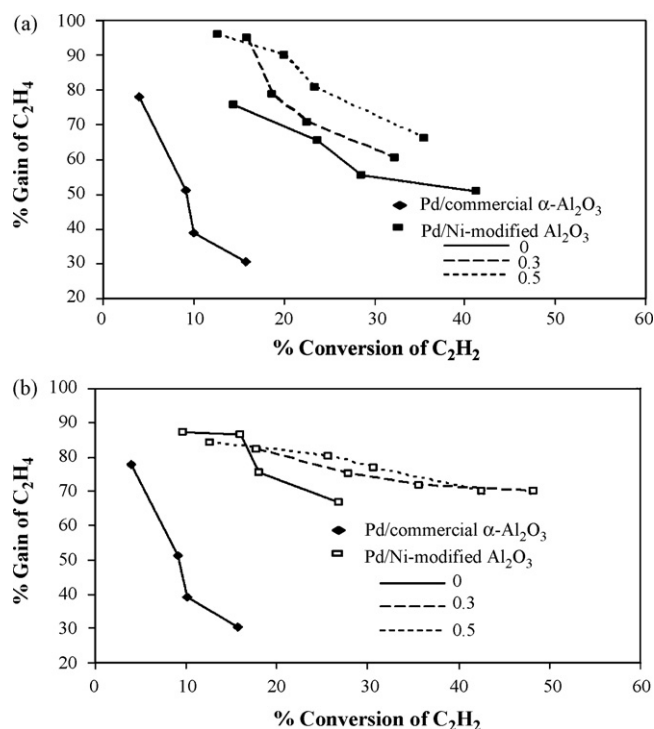 (a)
100
90
80
70
60
50
40
30
20
% Gain of C₂H₄
Pd/commercial α-Al₂O₃
Pd/Ni-modified Al₂O₃
0
0.3
0.5
0 10 20 30 40 50 60
% Conversion of C₂H₂
(b)
100
90
80
70
60
50
40
30
20
% Gain of C₂H₄
Pd/commercial α-Al₂O₃
Pd/Ni-modified Al₂O₃
0
0.3
0.5
0 10 20 30 40 50 60
% Conversion of C₂H₂